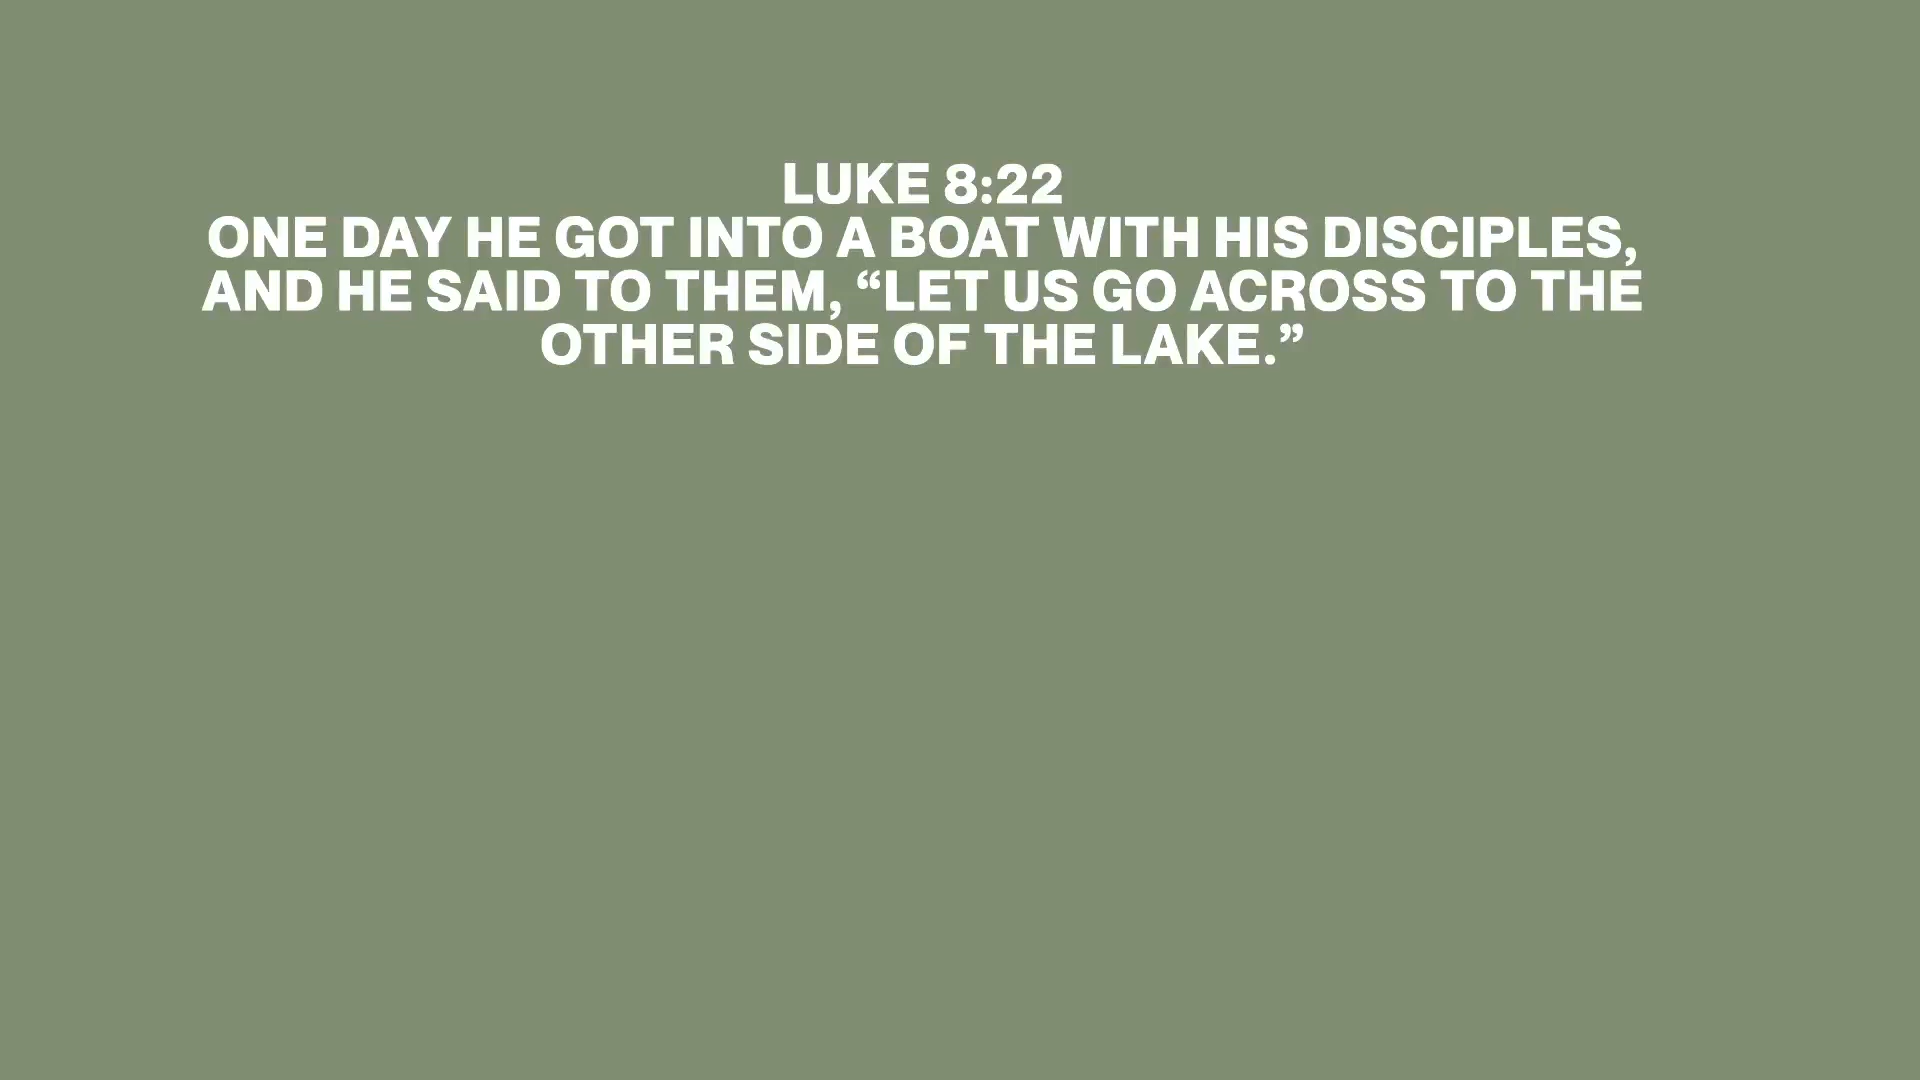 LUKE 8:22
ONE DAY HE GOT INTO A BOAT WITH HIS DISCIPLES,
AND HE SAID TO THEM, “LET US GO ACROSS TO THE
OTHER SIDE OF THE LAKE.”